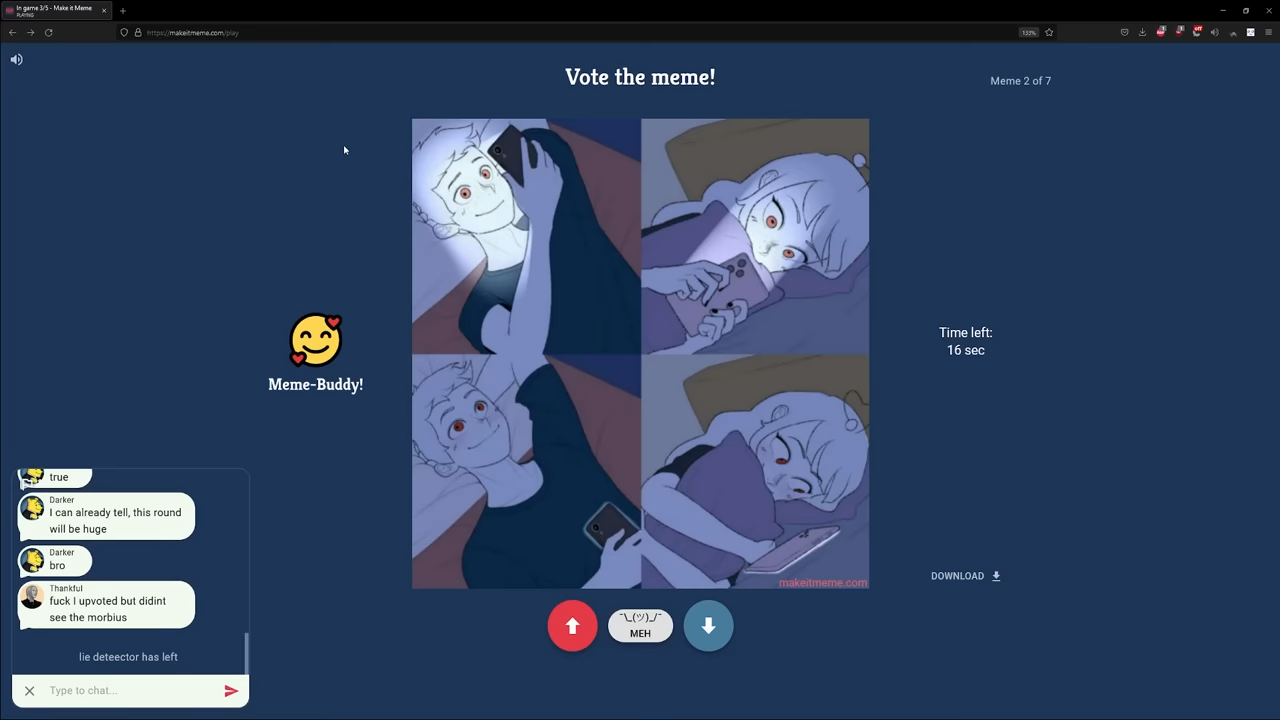 In game 3/5 - Make it Meme
PLAYING
https://makeitmeme.com/play
133%
Vote the meme!
Meme 2 of 7
Time left:
16 sec
Meme-Buddy!
true
Darker
I can already tell, this round
will be huge
Darker
bro
Thankful
fuck I upvoted but didint
see the morbius
lie deteector has left
Type to chat...
makeitmeme.com
DOWNLOAD
¯\_(ツ)_/¯
MEH